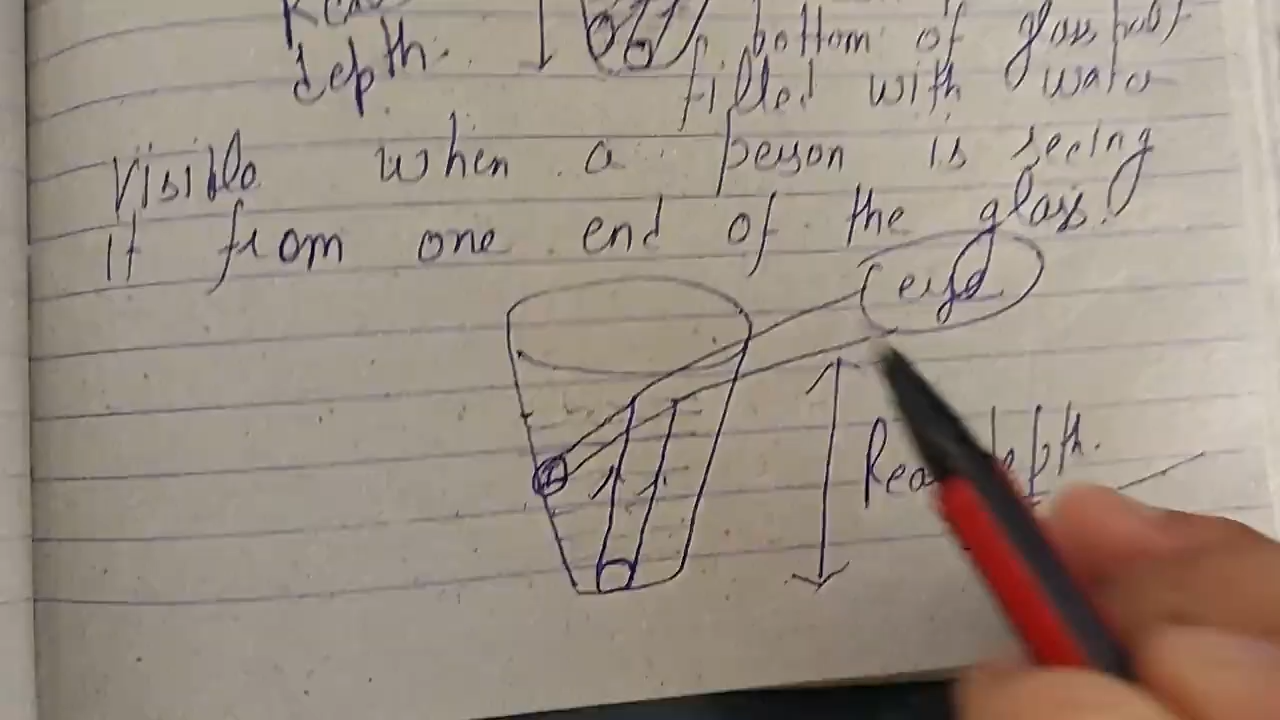 Real
depth.
bottom of glass half
filled with water
Visible when a person is seeing
it from one end of the glass.
eye
Real depth.